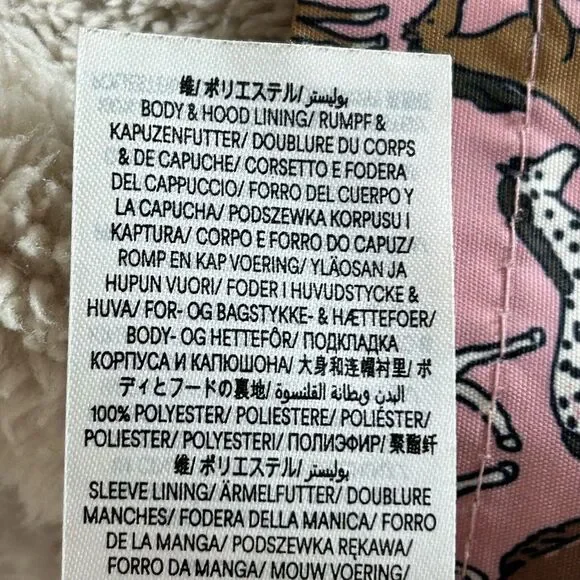 维/ポリエステル/بوليستر
BODY & HOOD LINING/ RUMPF &
KAPUZENFUTTER/ DOUBLURE DU CORPS
& DE CAPUCHE/ CORSETTO E FODERA
DEL CAPPUCCIO/ FORRO DEL CUERPO Y
LA CAPUCHA/ PODSZEWKA KORPUSU I
KAPTURA/ CORPO E FORRO DO CAPUZ/
ROMP EN KAP VOERING/ YLÄOSAN JA
HUPUN VUORI/ FODER I HUVUDSTYCKE &
HUVA/ FOR- OG BAGSTYKKE- & HÆTTEFOER/
BODY- OG HETTEFÔR/ ПОДКЛАДКА
КОРПУСА И КАПЮШОНА/ 大身和连帽衬里/ ボ
ディとフードの裏地/ البدن وبطانة القلنسوة
100% POLYESTER/ POLIESTERE/ POLIÉSTER/
POLIESTER/ POLYESTERI/ ПОЛИЭФИР/ 聚酯纤
维/ポリエステル/بوليستر
SLEEVE LINING/ ÄRMELFUTTER/ DOUBLURE
MANCHES/ FODERA DELLA MANICA/ FORRO
DE LA MANGA/ PODSZEWKA RĘKAWA/
FORRO DA MANGA/ MOUW VOERING/